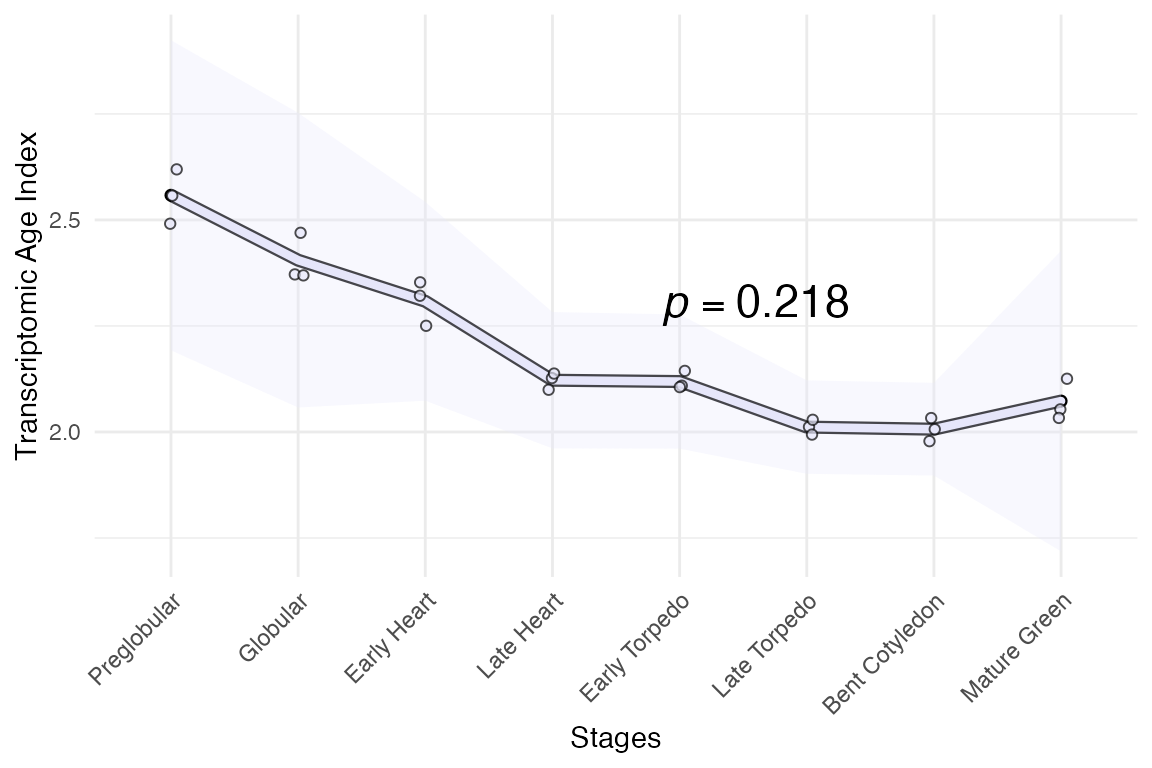 Transcriptomic Age Index
2.5
2.0
p = 0.218
Preglobular
Globular
Early Heart
Late Heart
Early Torpedo
Late Torpedo
Bent Cotyledon
Mature Green
Stages